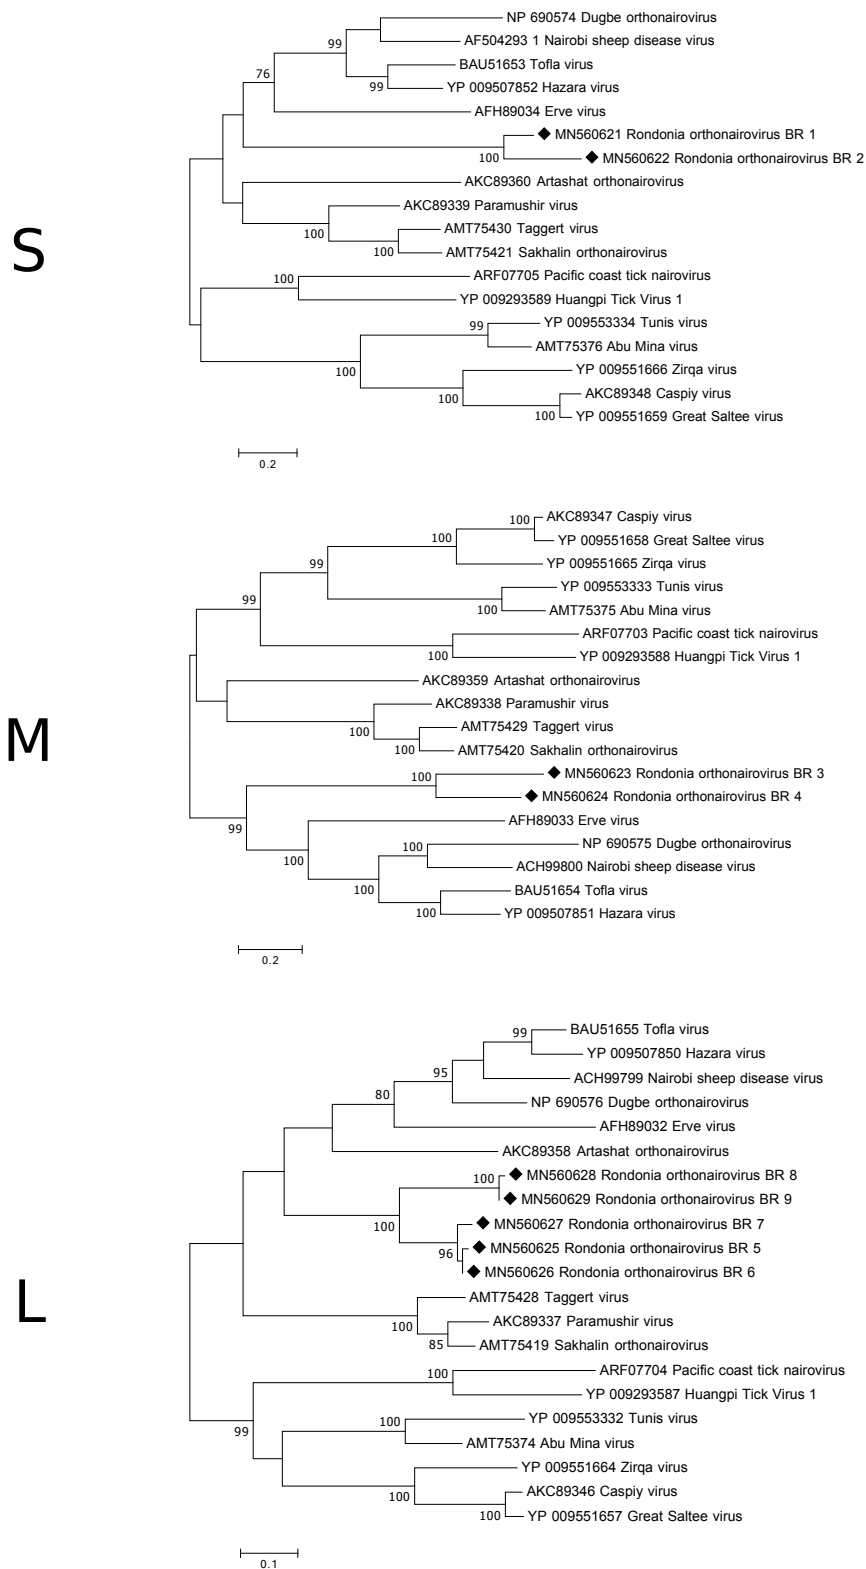 NP 690574 Dugbe orthonairovirus
AF504293 1 Nairobi sheep disease virus
99
BAU51653 Tofla virus
76
YP 009507852 Hazara virus
99
AFH89034 Erve virus
MN560621 Rondonia orthonairovirus BR 1
100
MN560622 Rondonia orthonairovirus BR 2
AKC89360 Artashat orthonairovirus
AKC89339 Paramushir virus
100
AMT75430 Taggert virus
S
100
AMT75421 Sakhalin orthonairovirus
100
ARF07705 Pacific coast tick nairovirus
YP 009293589 Huangpi Tick Virus 1
YP 009553334 Tunis virus
99
AMT75376 Abu Mina virus
100
YP 009551666 Zirqa virus
100
AKC89348 Caspiy virus
100
YP 009551659 Great Saltee virus
0.2
AKC89347 Caspiy virus
100
100
YP 009551658 Great Saltee virus
99
YP 009551665 Zirqa virus
YP 009553333 Tunis virus
99
100
AMT75375 Abu Mina virus
ARF07703 Pacific coast tick nairovirus
100
YP 009293588 Huangpi Tick Virus 1
AKC89359 Artashat orthonairovirus
AKC89338 Paramushir virus
100
AMT75429 Taggert virus
M
100
AMT75420 Sakhalin orthonairovirus
100
MN560623 Rondonia orthonairovirus BR 3
MN560624 Rondonia orthonairovirus BR 4
99
AFH89033 Erve virus
100
NP 690575 Dugbe orthonairovirus
100
ACH99800 Nairobi sheep disease virus
100
BAU51654 Tofla virus
100
YP 009507851 Hazara virus
0.2
BAU51655 Tofla virus
99
YP 009507850 Hazara virus
95
ACH99799 Nairobi sheep disease virus
80
NP 690576 Dugbe orthonairovirus
AFH89032 Erve virus
AKC89358 Artashat orthonairovirus
MN560628 Rondonia orthonairovirus BR 8
100
MN560629 Rondonia orthonairovirus BR 9
100
MN560627 Rondonia orthonairovirus BR 7
MN560625 Rondonia orthonairovirus BR 5
96
MN560626 Rondonia orthonairovirus BR 6
AMT75428 Taggert virus
L
100
AKC89337 Paramushir virus
85
AMT75419 Sakhalin orthonairovirus
ARF07704 Pacific coast tick nairovirus
100
YP 009293587 Huangpi Tick Virus 1
99
YP 009553332 Tunis virus
100
AMT75374 Abu Mina virus
YP 009551664 Zirqa virus
100
AKC89346 Caspiy virus
100
YP 009551657 Great Saltee virus
0.1